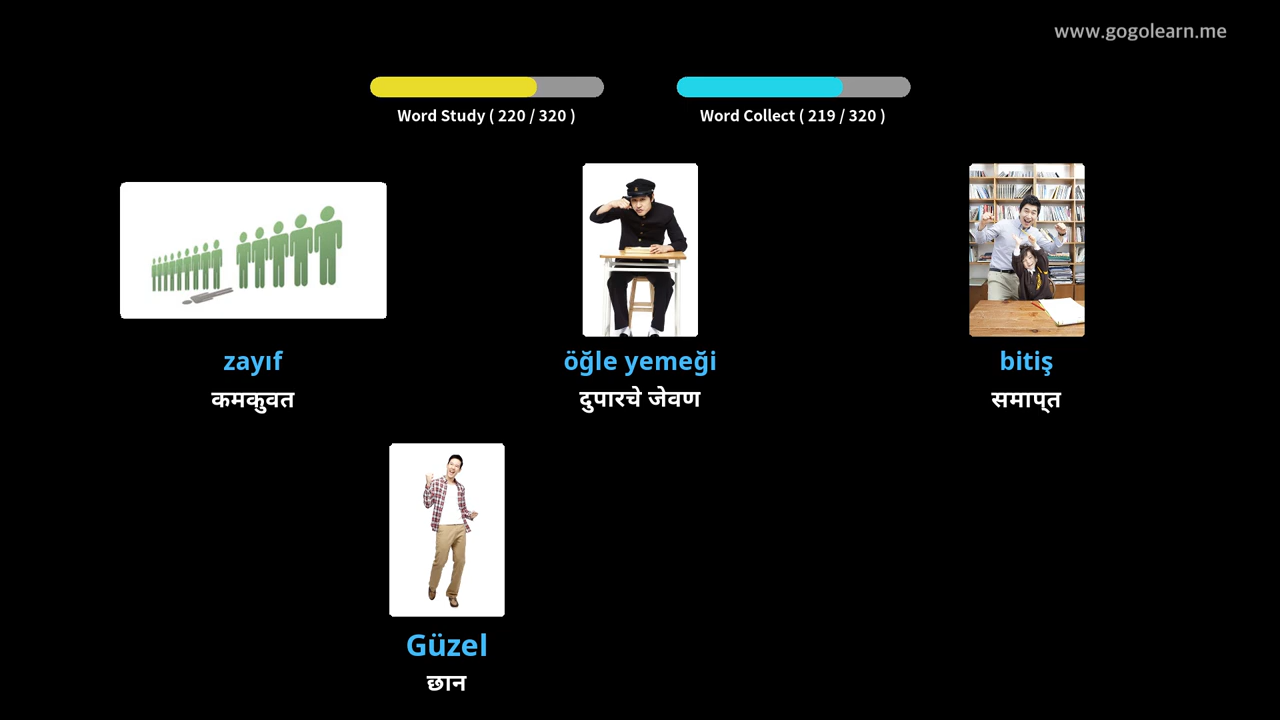 www.gogolearn.me
Word Study ( 220 / 320 )
Word Collect ( 219 / 320 )
zayıf
कमकुवत
öğle yemeği
दुपारचे जेवण
bitiş
समाप्त
Güzel
छान